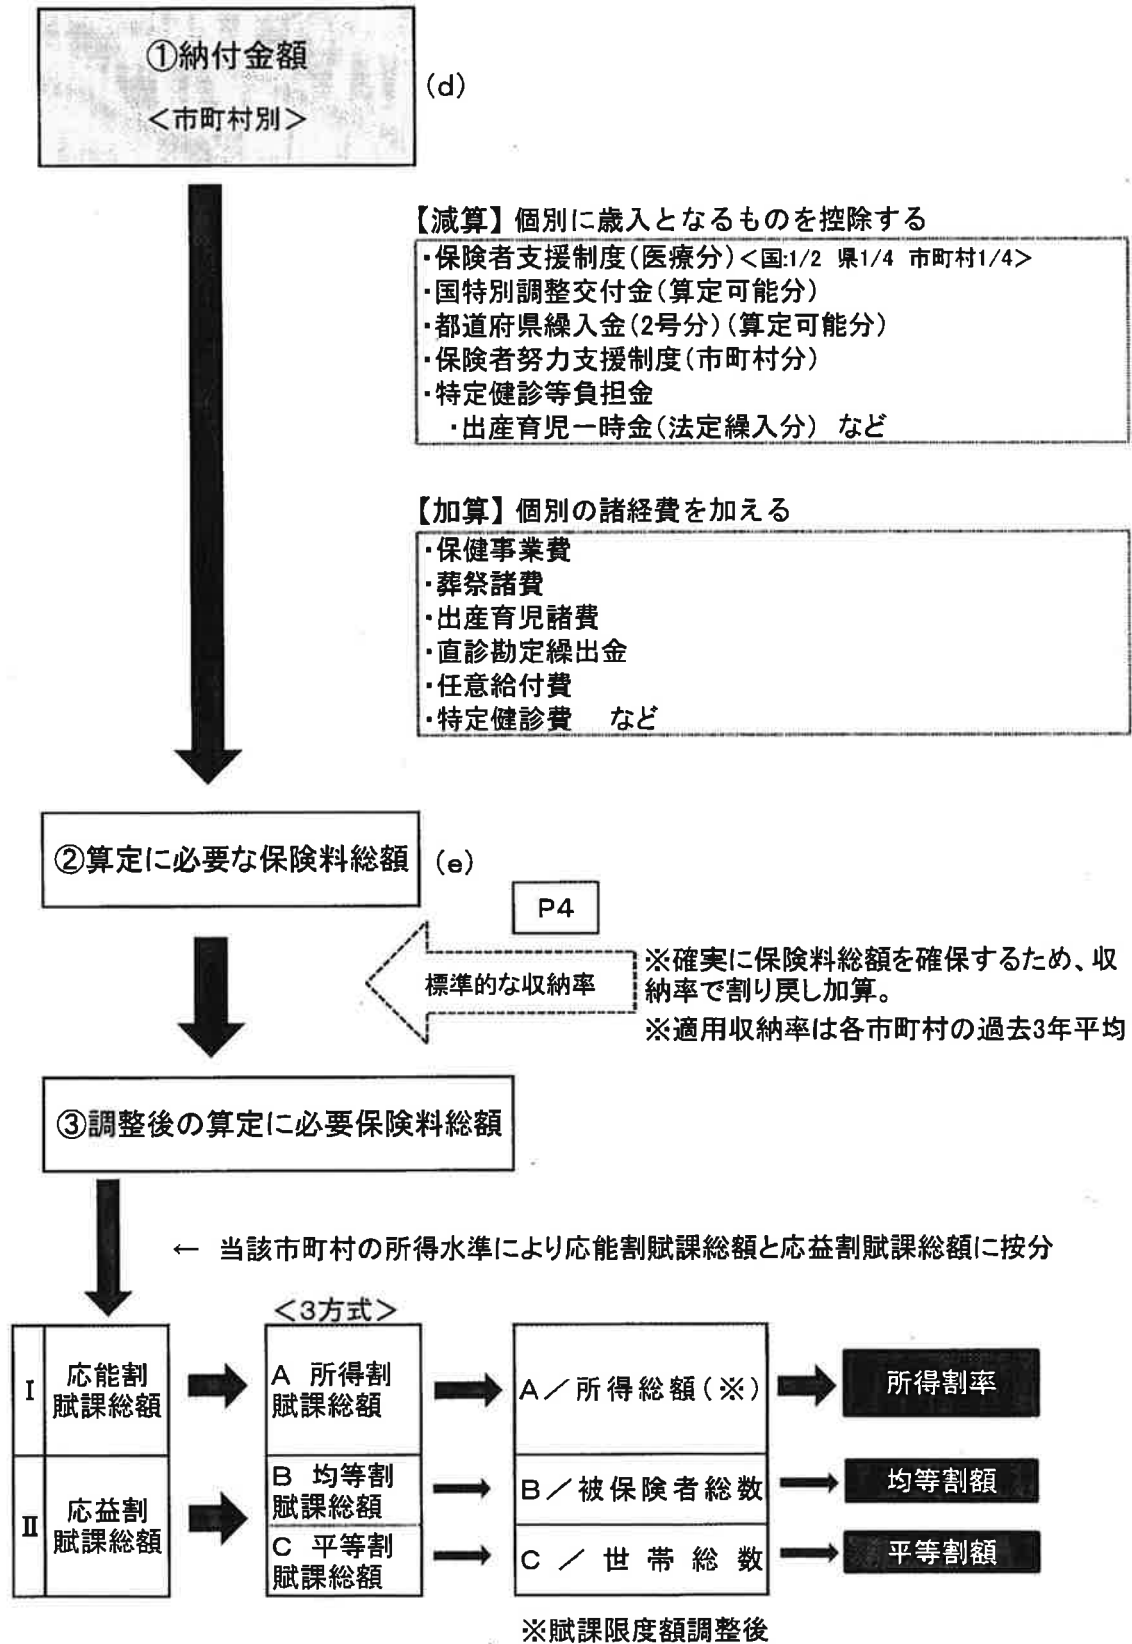 ①納付金額
＜市町村別＞
(d)
【減算】個別に歳入となるものを控除する
・保険者支援制度(医療分)＜国:1/2 県1/4 市町村1/4＞
・国特別調整交付金(算定可能分)
・都道府県繰入金(2号分)(算定可能分)
・保険者努力支援制度(市町村分)
・特定健診等負担金
・出産育児一時金(法定繰入分) など
【加算】個別の諸経費を加える
・保健事業費
・葬祭諸費
・出産育児諸費
・直診勘定繰出金
・任意給付費
・特定健診費 など
②算定に必要な保険料総額
(e)
P4
標準的な収納率
※確実に保険料総額を確保するため、収
納率で割り戻し加算。
※適用収納率は各市町村の過去3年平均
③調整後の算定に必要保険料総額
← 当該市町村の所得水準により応能割賦課総額と応益割賦課総額に按分
＜3方式＞
Ⅰ
応能割
賦課総額
A 所得割
賦課総額
A／所得総額(※)
所得割率
Ⅱ
応益割
賦課総額
B 均等割
賦課総額
B／被保険者総数
均等割額
C 平等割
賦課総額
C／世帯総数
平等割額
※賦課限度額調整後